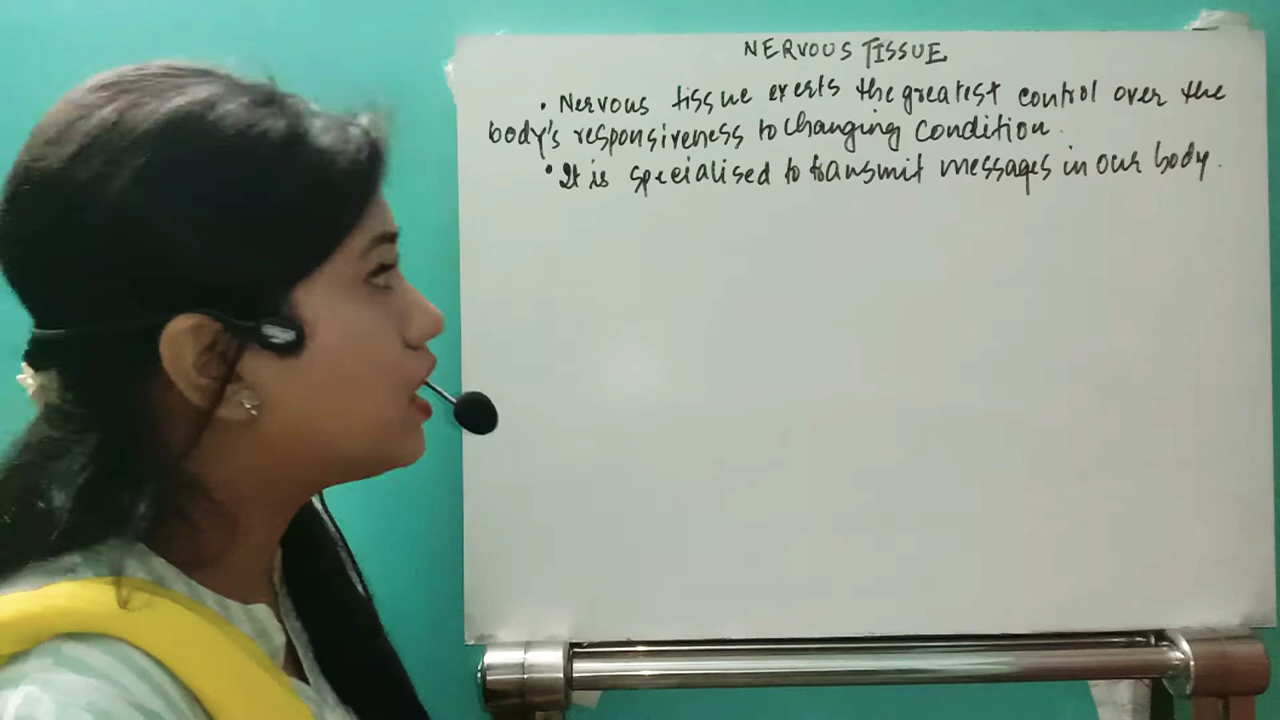 NERVOUS TISSUE
• Nervous tissue exerts the greatest control over the
body's responsiveness to changing condition.
• It is specialised to transmit messages in our body.